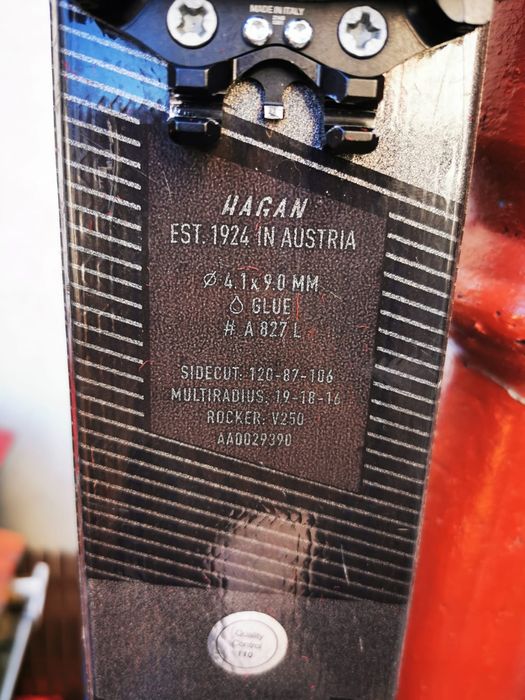 MADE IN ITALY
HAGAN
EST. 1924 IN AUSTRIA
Ø 4.1 x 9.0 MM
GLUE
# A 827 L
SIDECUT: 120-87-106
MULTIRADIUS: 19-18-16
ROCKER: V250
AA0029390
Quality
Control